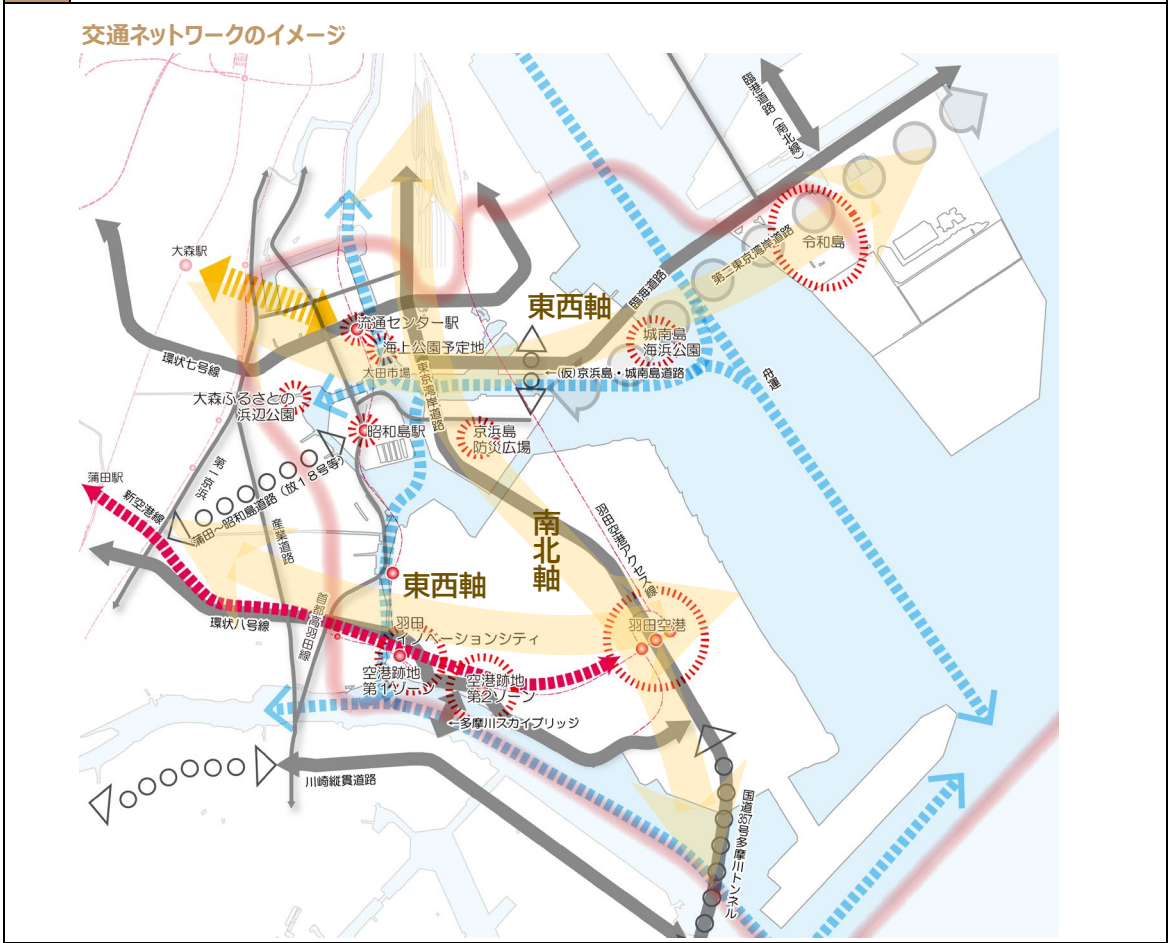 交通ネットワークのイメージ
臨港道路(南北線)
大森駅
令和島
第二東京湾岸道路
臨海道路
東西軸
流通センター駅
海上公園予定地
城南島
海浜公園
環状七号線
大田市場
←(仮)京浜島・城南島道路
舟運
東京湾岸道路
大森ふるさとの
浜辺公園
昭和島駅
京浜島
防災広場
第一京浜
蒲田~昭和島道路(放18号等)
蒲田駅
新空港線
産業道路
南北軸
羽田空港アクセス線
東西軸
首都高羽田線
環状八号線
羽田
イノベーションシティ
羽田空港
空港跡地
第1ゾーン
空港跡地
第2ゾーン
←多摩川スカイブリッジ
川崎縦貫道路
国道357号多摩川トンネル